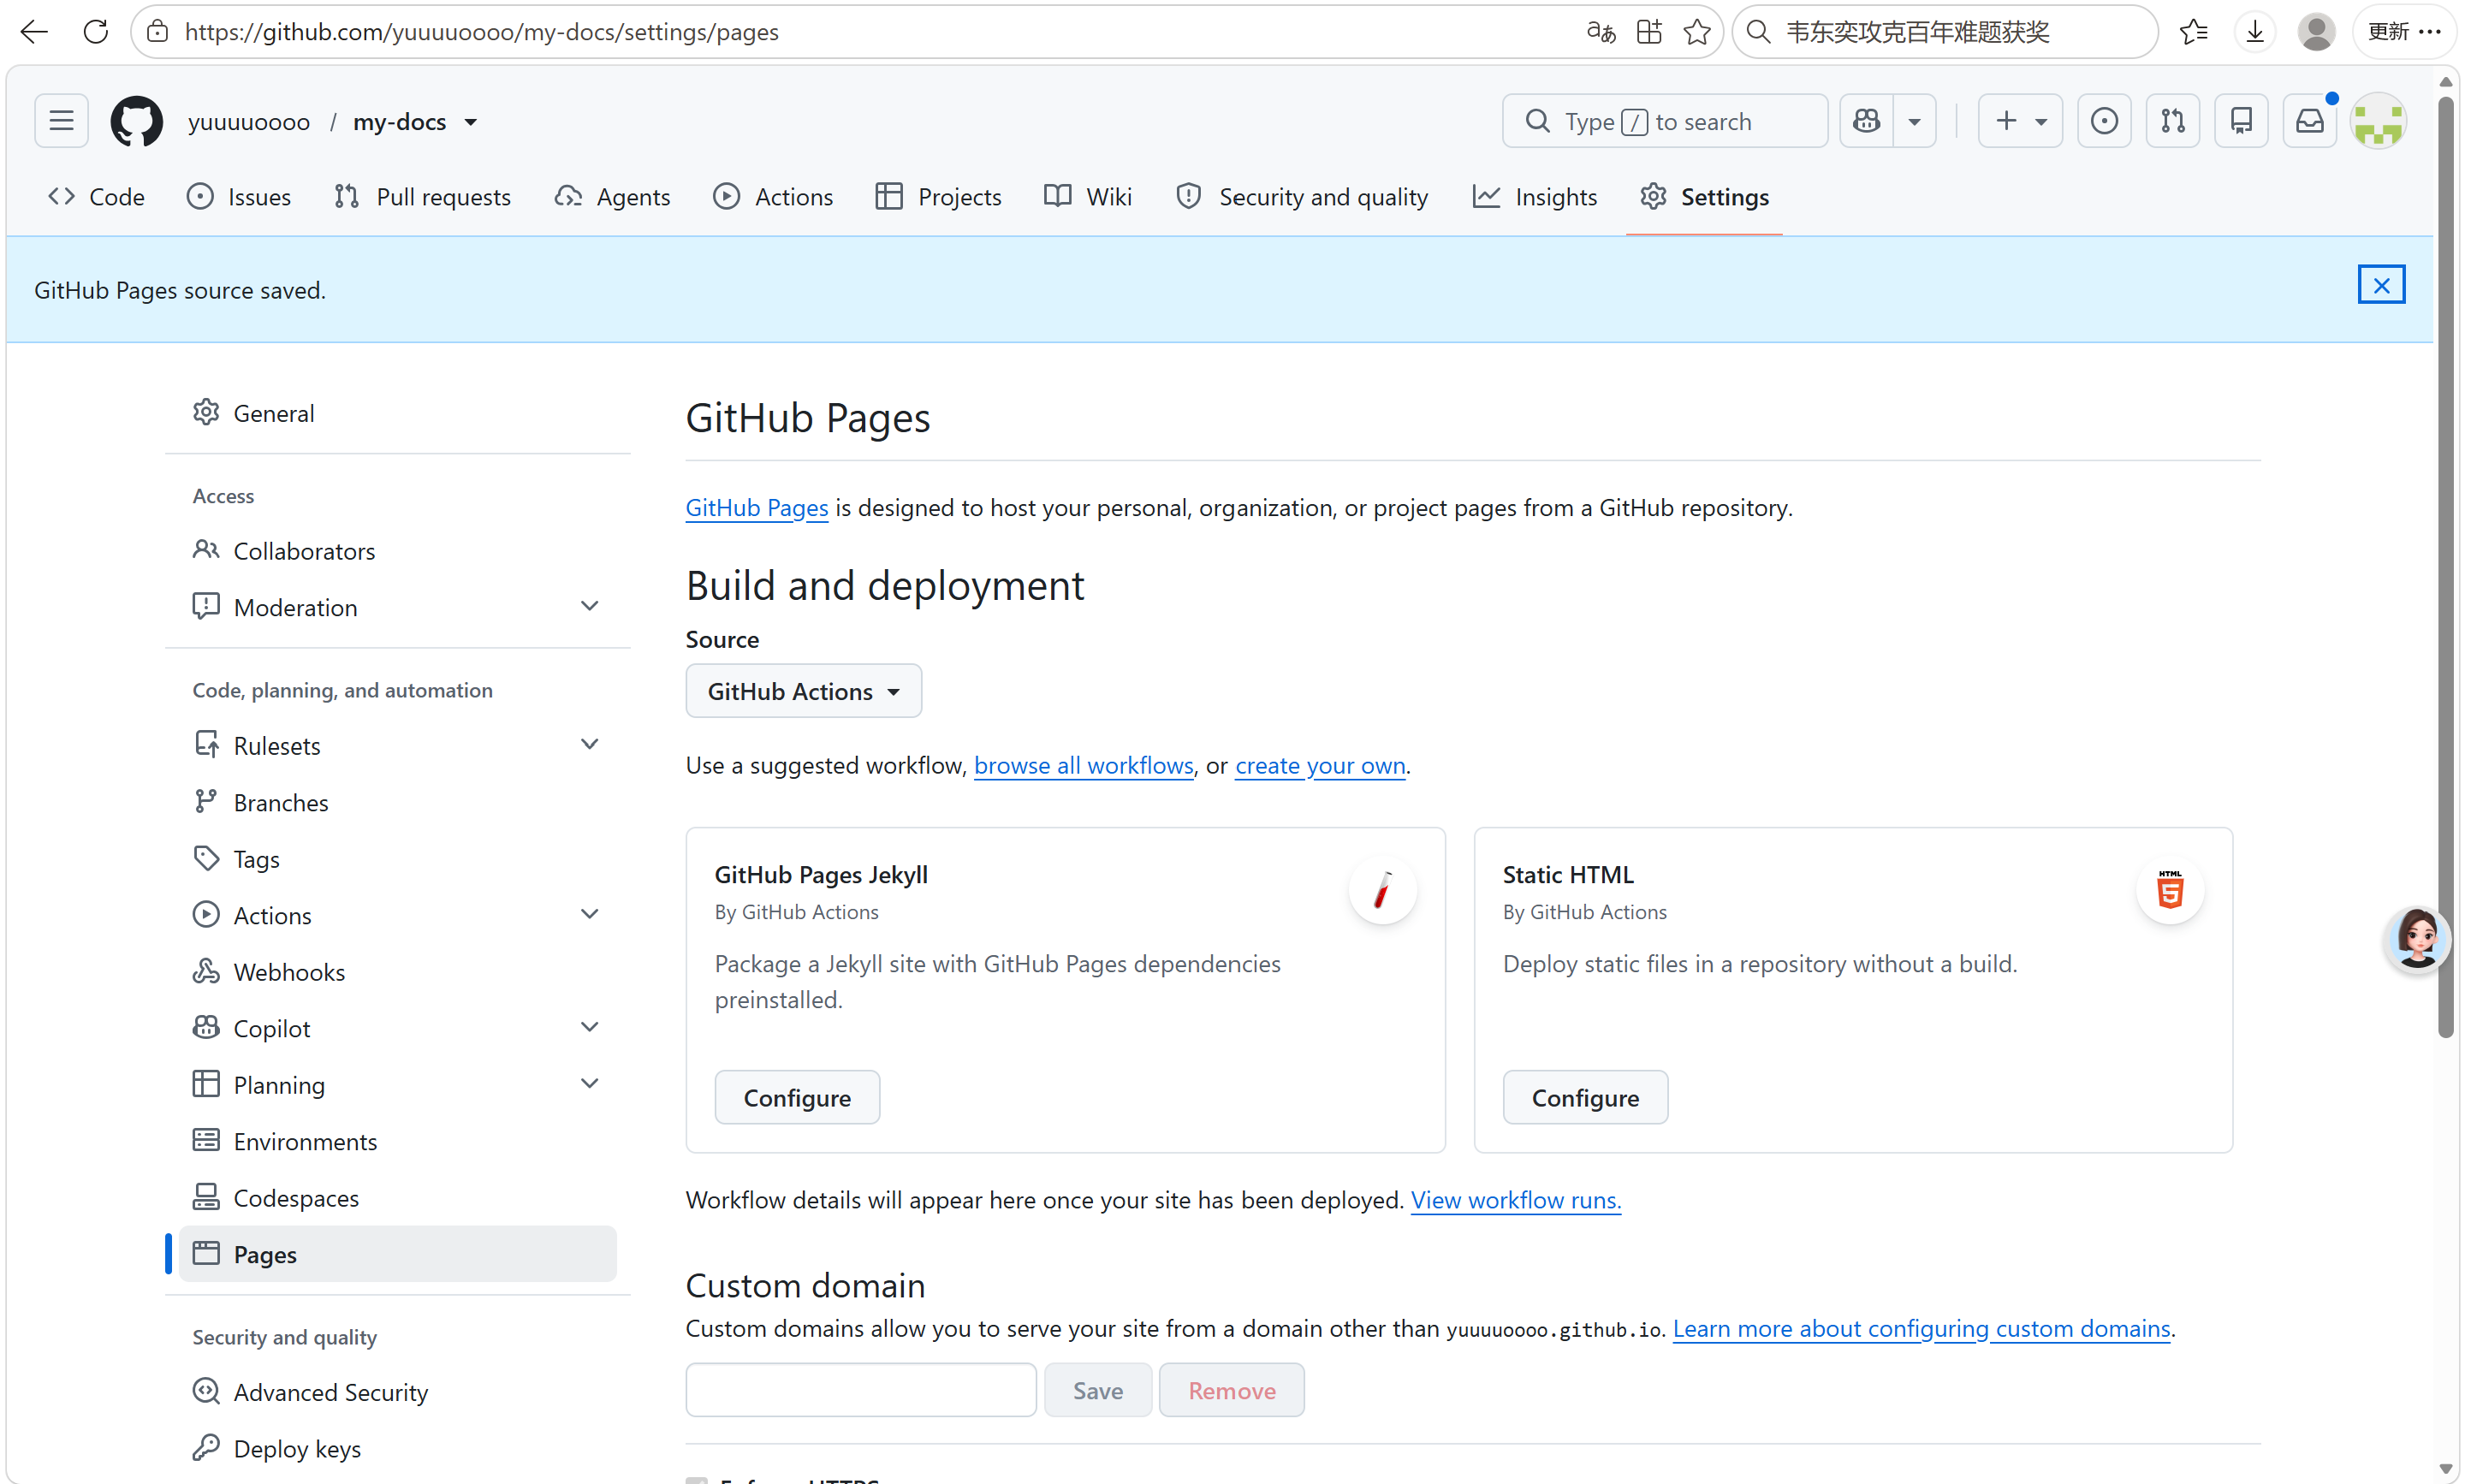 https://github.com/yuuuuoooo/my-docs/settings/pages
韦东奕攻克百年难题获奖
更新
yuuuuoooo / my-docs
Type / to search
Code Issues Pull requests Agents Actions Projects Wiki Security and quality Insights Settings
GitHub Pages source saved.
General
Access
Collaborators
Moderation
Code, planning, and automation
Rulesets
Branches
Tags
Actions
Webhooks
Copilot
Planning
Environments
Codespaces
Pages
Security and quality
Advanced Security
Deploy keys
GitHub Pages
GitHub Pages is designed to host your personal, organization, or project pages from a GitHub repository.
Build and deployment
Source
GitHub Actions
Use a suggested workflow, browse all workflows, or create your own.
GitHub Pages Jekyll
By GitHub Actions
Package a Jekyll site with GitHub Pages dependencies
preinstalled.
Configure
Static HTML
By GitHub Actions
HTML
5
Deploy static files in a repository without a build.
Configure
Workflow details will appear here once your site has been deployed. View workflow runs.
Custom domain
Custom domains allow you to serve your site from a domain other than yuuuuoooo.github.io. Learn more about configuring custom domains.
Save Remove